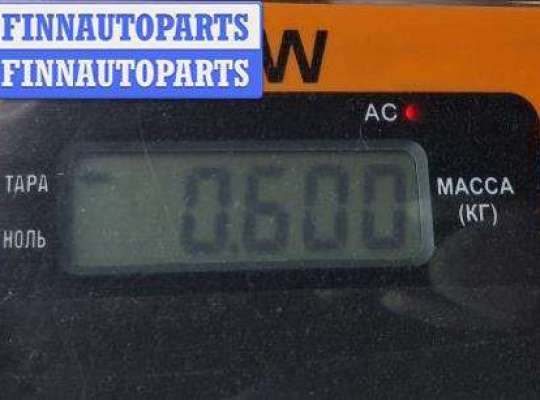 FINNAUTOPARTS
FINNAUTOPARTS
W
AC
ТАРА
0.600
МАССА
(КГ)
НОЛЬ